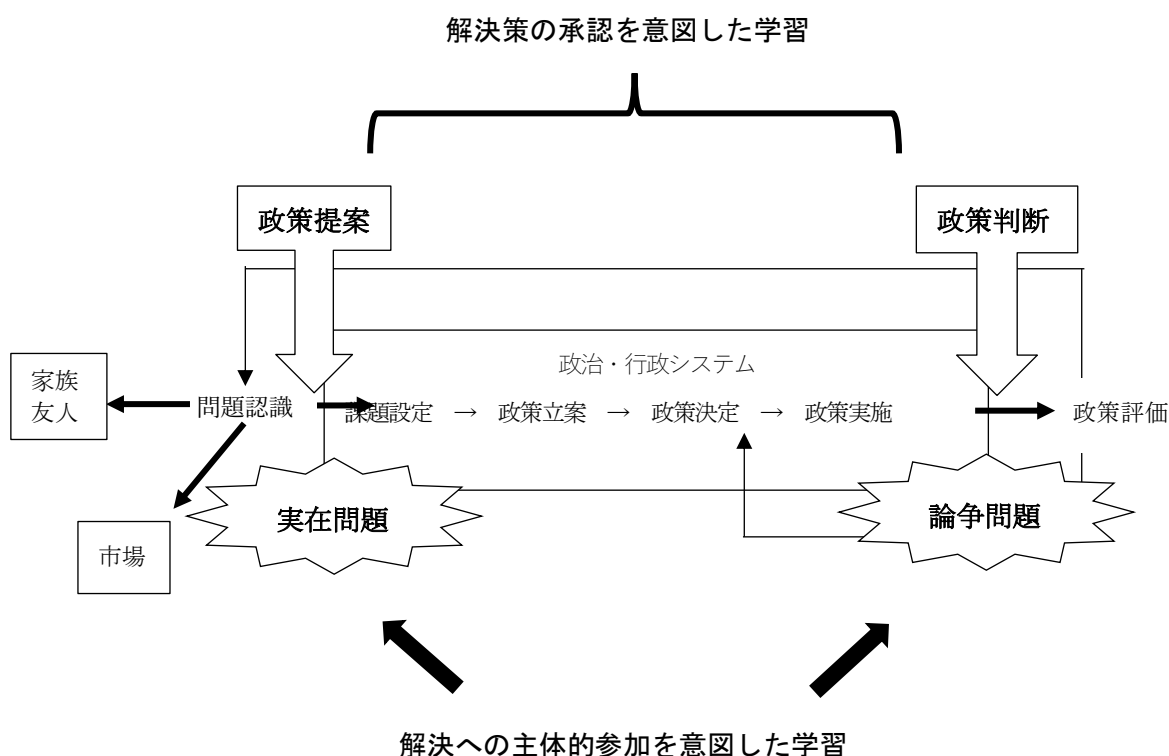 解決策の承認を意図した学習
政策提案
政策判断
政治・行政システム
家族
友人
問題認識
課題設定 → 政策立案 → 政策決定 → 政策実施
政策評価
市場
実在問題
論争問題
解決への主体的参加を意図した学習